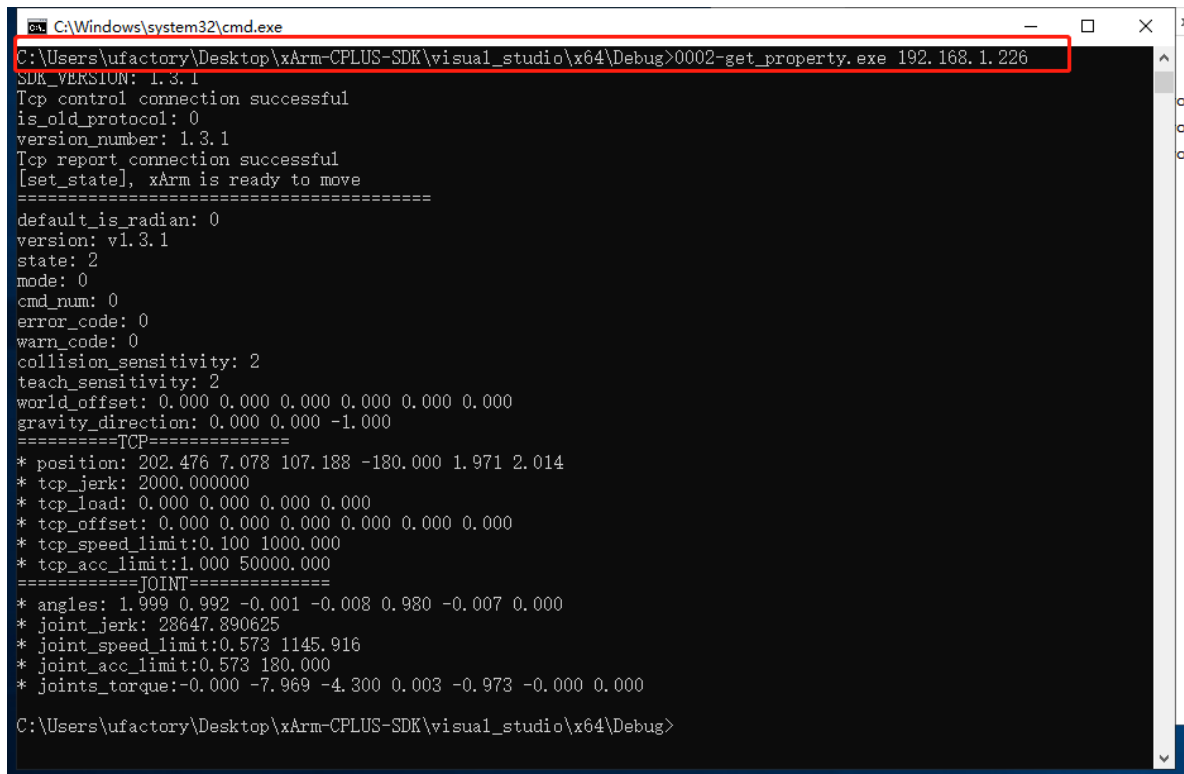 C:\Windows\system32\cmd.exe
C:\Users\ufactory\Desktop\xArm-CPLUS-SDK\visual_studio\x64\Debug>0002-get_property.exe 192.168.1.226
SDK_VERSION: 1.3.1
Tcp control connection successful
is_old_protocol: 0
version_number: 1.3.1
Tcp report connection successful
[set_state], xArm is ready to move
=========================================
default_is_radian: 0
version: v1.3.1
state: 2
mode: 0
cmd_num: 0
error_code: 0
warn_code: 0
collision_sensitivity: 2
teach_sensitivity: 2
world_offset: 0.000 0.000 0.000 0.000 0.000 0.000
gravity_direction: 0.000 0.000 -1.000
==========TCP==============
* position: 202.476 7.078 107.188 -180.000 1.971 2.014
* tcp_jerk: 2000.000000
* tcp_load: 0.000 0.000 0.000 0.000
* tcp_offset: 0.000 0.000 0.000 0.000 0.000 0.000
* tcp_speed_limit:0.100 1000.000
* tcp_acc_limit:1.000 50000.000
============JOINT==============
* angles: 1.999 0.992 -0.001 -0.008 0.980 -0.007 0.000
* joint_jerk: 28647.890625
* joint_speed_limit:0.573 1145.916
* joint_acc_limit:0.573 180.000
* joints_torque:-0.000 -7.969 -4.300 0.003 -0.973 -0.000 0.000
C:\Users\ufactory\Desktop\xArm-CPLUS-SDK\visual_studio\x64\Debug>